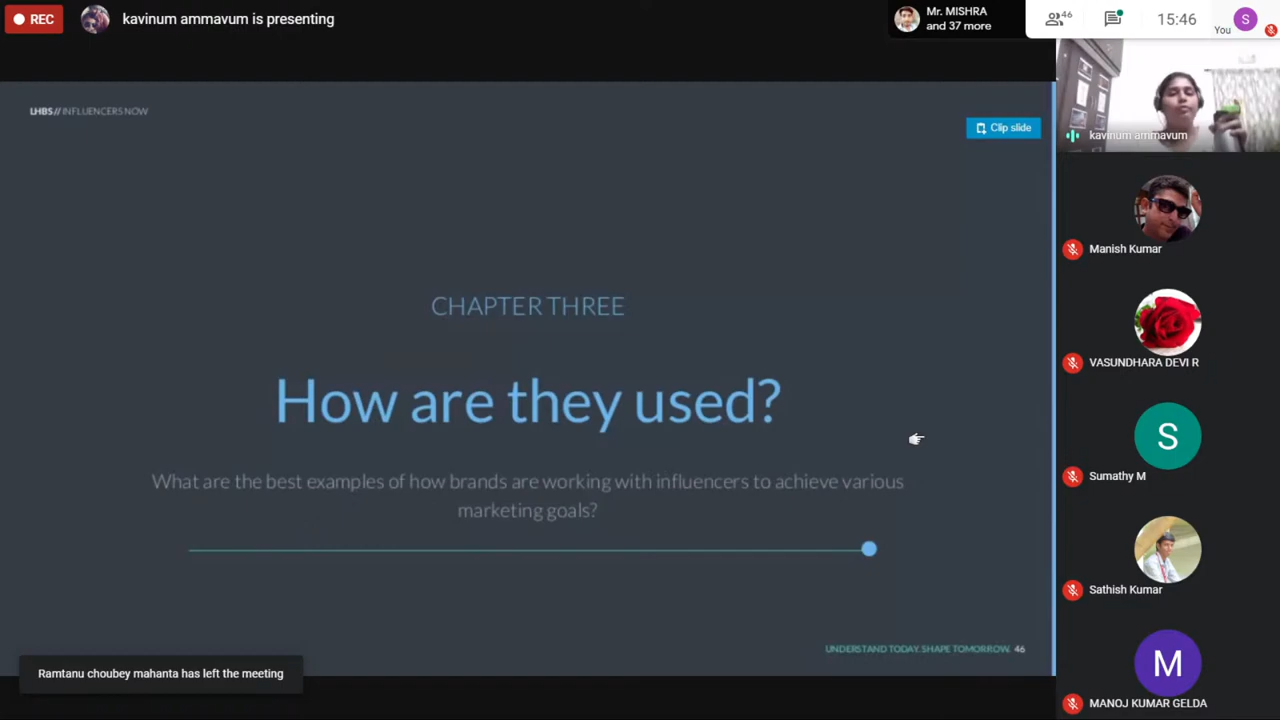 REC
kavinum ammavum is presenting
Mr. MISHRA
and 37 more
46
15:46
You
S
LHBS// INFLUENCERS NOW
Clip slide
kavinum ammavum
CHAPTER THREE
How are they used?
What are the best examples of how brands are working with influencers to achieve various
marketing goals?
UNDERSTAND TODAY. SHAPE TOMORROW. 46
Ramtanu choubey mahanta has left the meeting
Manish Kumar
VASUNDHARA DEVI R
S
Sumathy M
Sathish Kumar
M
MANOJ KUMAR GELDA